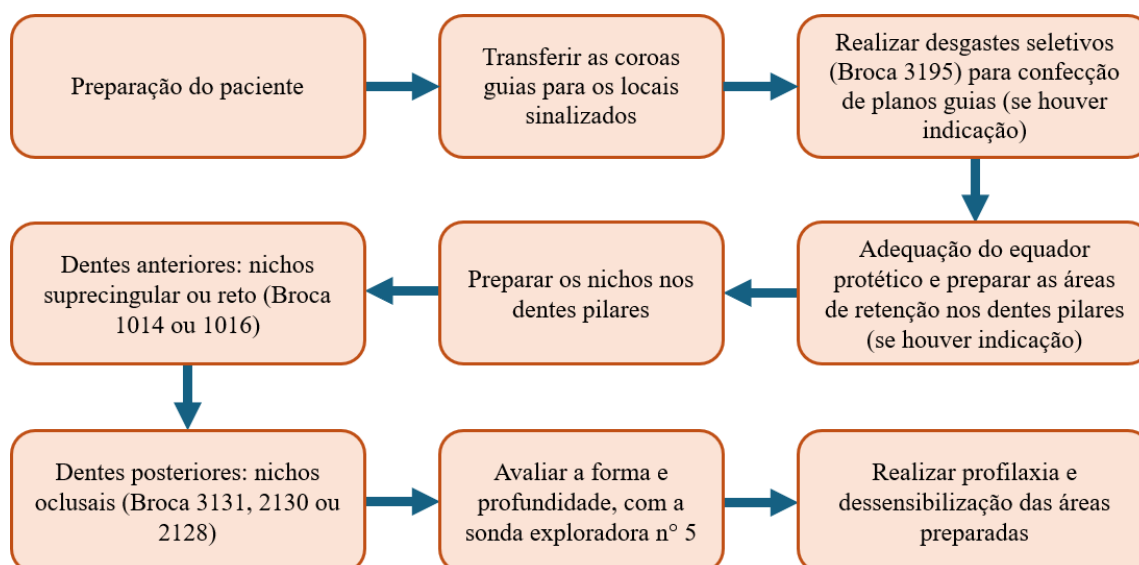 Preparação do paciente
Transferir as coroas
guias para os locais
sinalizados
Realizar desgastes seletivos
(Broca 3195) para confecção
de planos guias (se houver
indicação)
Adequação do equador
protético e preparar as áreas
de retenção nos dentes pilares
(se houver indicação)
Preparar os nichos nos
dentes pilares
Dentes anteriores: nichos
suprecingular ou reto (Broca
1014 ou 1016)
Dentes posteriores: nichos
oclusais (Broca 3131, 2130 ou
2128)
Avaliar a forma e
profundidade, com a
sonda exploradora n° 5
Realizar profilaxia e
dessensibilização das áreas
preparadas